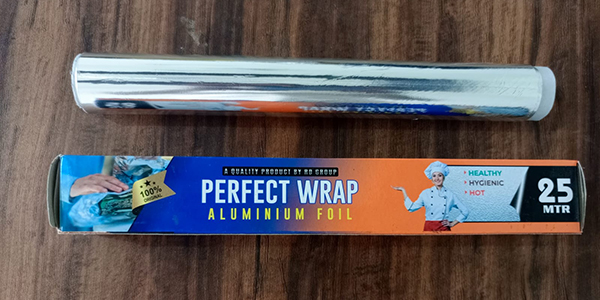 A QUALITY PRODUCT BY RD GROUP
PERFECT WRAP
ALUMINIUM FOIL
100%
ORIGINAL
HEALTHY
HYGIENIC
HOT
25
MTR